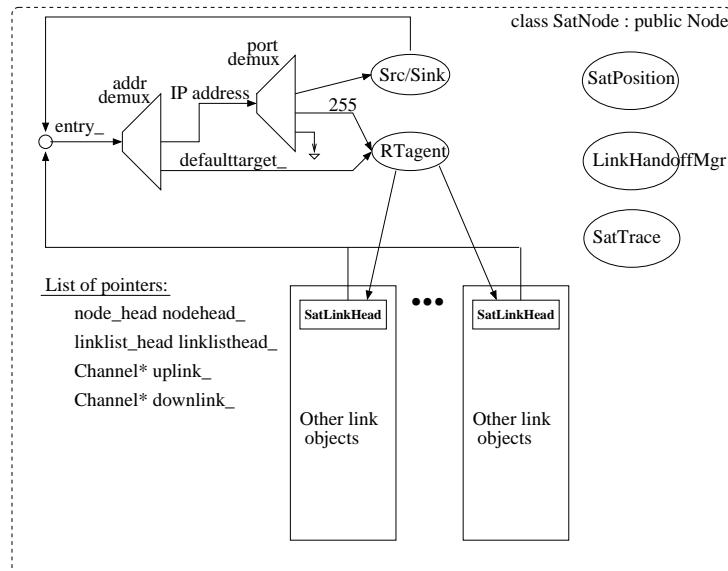 class SatNode : public Node
port
demux
Src/Sink
SatPosition
addr
demux
IP address
255
entry_
RTagent
LinkHandoffMgr
defaulttarget_
SatTrace
List of pointers:
node_head nodehead_
linklist_head linklisthead_
Channel* uplink_
Channel* downlink_
SatLinkHead
SatLinkHead
Other link
objects
Other link
objects